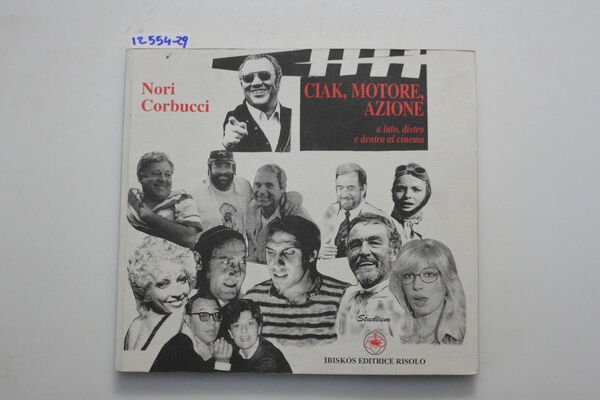 12554-29
Nori
Corbucci
CIAK, MOTORE,
AZIONE
a lato, dietro
e dentro al cinema
Studium
IBISKOS EDITRICE RISOLO